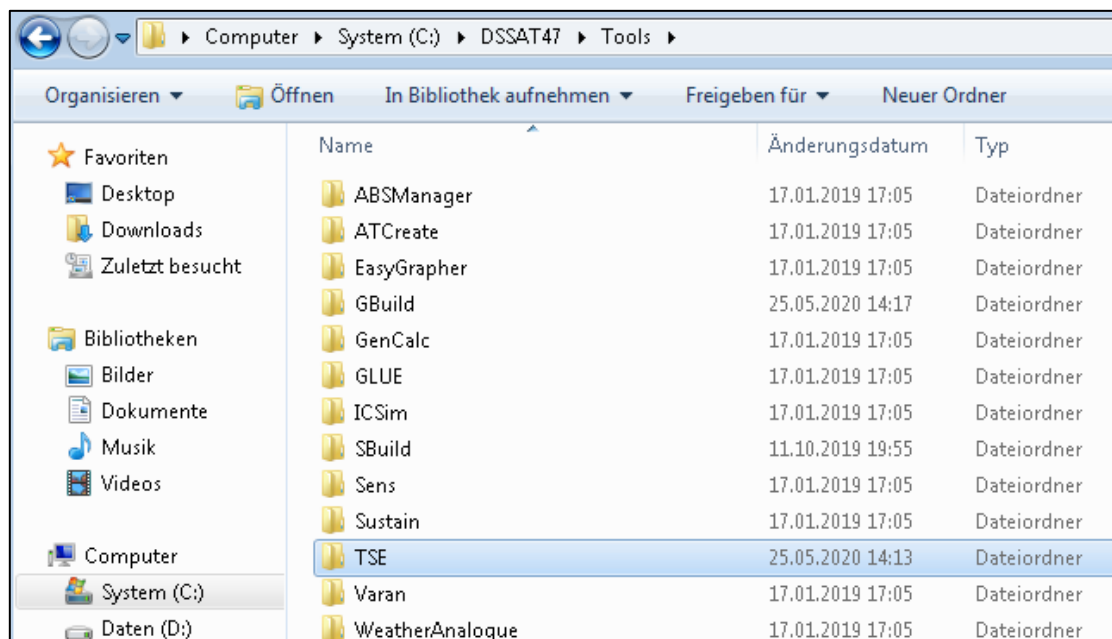 Computer ▸ System (C:) ▸ DSSAT47 ▸ Tools ▸
Organisieren ▼ Öffnen In Bibliothek aufnehmen ▼ Freigeben für ▼ Neuer Ordner
Favoriten
Desktop
Downloads
Zuletzt besucht
Bibliotheken
Bilder
Dokumente
Musik
Videos
Computer
System (C:)
Daten (D:)
Name Änderungsdatum Typ
ABSManager 17.01.2019 17:05 Dateiordner
ATCreate 17.01.2019 17:05 Dateiordner
EasyGrapher 17.01.2019 17:05 Dateiordner
GBuild 25.05.2020 14:17 Dateiordner
GenCalc 17.01.2019 17:05 Dateiordner
GLUE 17.01.2019 17:05 Dateiordner
ICSim 17.01.2019 17:05 Dateiordner
SBuild 11.10.2019 19:55 Dateiordner
Sens 17.01.2019 17:05 Dateiordner
Sustain 17.01.2019 17:05 Dateiordner
TSE 25.05.2020 14:13 Dateiordner
Varan 17.01.2019 17:05 Dateiordner
WeatherAnalogue 17.01.2019 17:05 Dateiordner